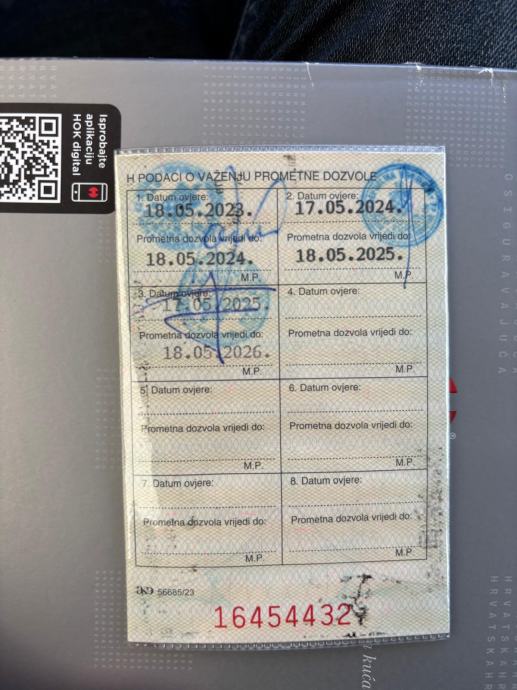 Isprobajte
aplikaciju
HOK digital
H PODACI O VAŽENJU PROMETNE DOZVOLE
1. Datum ovjere:
18.05.2023.
Prometna dozvola vrijedi do:
18.05.2024.
M.P.
2. Datum ovjere:
17.05.2024.
Prometna dozvola vrijedi do:
18.05.2025.
M.P.
3. Datum ovjere:
17.05.2025
Prometna dozvola vrijedi do:
18.05.2026.
M.P.
4. Datum ovjere:
Prometna dozvola vrijedi do:
M.P.
5. Datum ovjere:
Prometna dozvola vrijedi do:
M.P.
6. Datum ovjere:
Prometna dozvola vrijedi do:
M.P.
7. Datum ovjere:
Prometna dozvola vrijedi do:
M.P.
8. Datum ovjere:
Prometna dozvola vrijedi do:
M.P.
56685/23
16454432
kuća
OSIGURAVAJUĆA
HRVATSKA
HRVATSKA